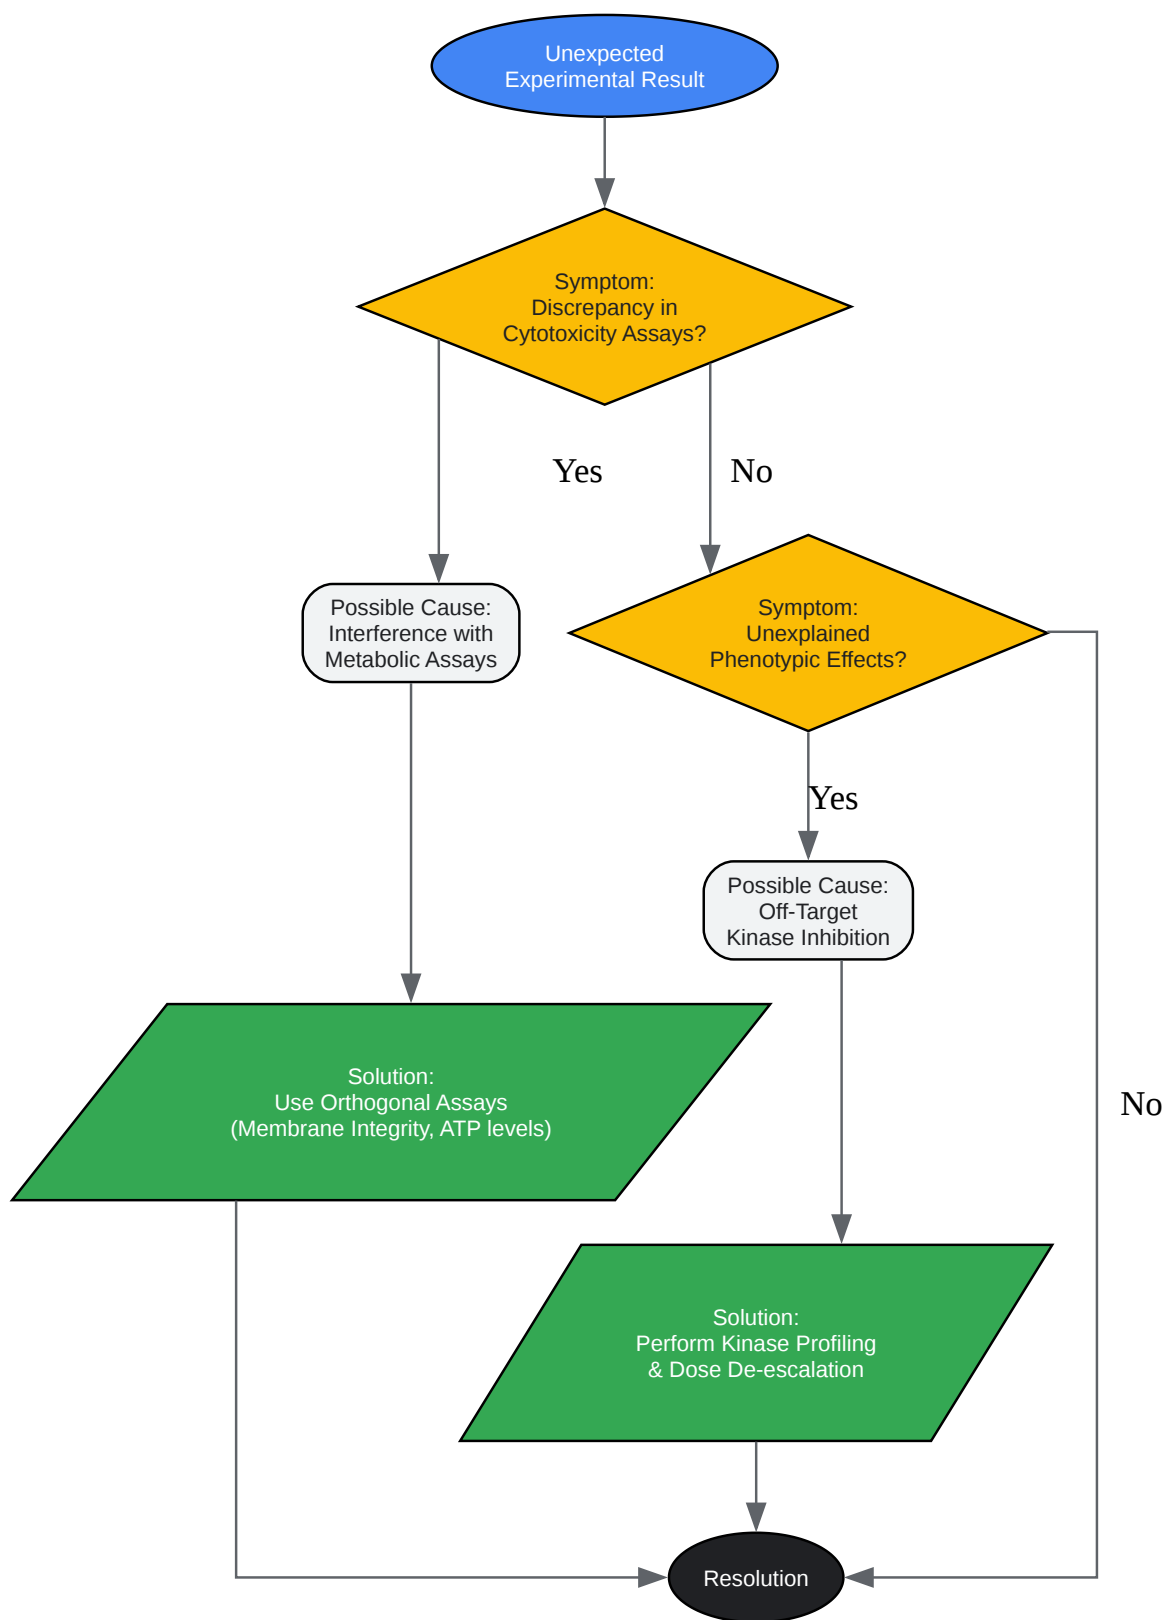 Unexpected
Experimental Result
Symptom:
Discrepancy in
Cytotoxicity Assays?
Yes
No
Possible Cause:
Interference with
Metabolic Assays
Symptom:
Unexplained
Phenotypic Effects?
Yes
Possible Cause:
Off-Target
Kinase Inhibition
Solution:
Use Orthogonal Assays
(Membrane Integrity, ATP levels)
No
Solution:
Perform Kinase Profiling
& Dose De-escalation
Resolution